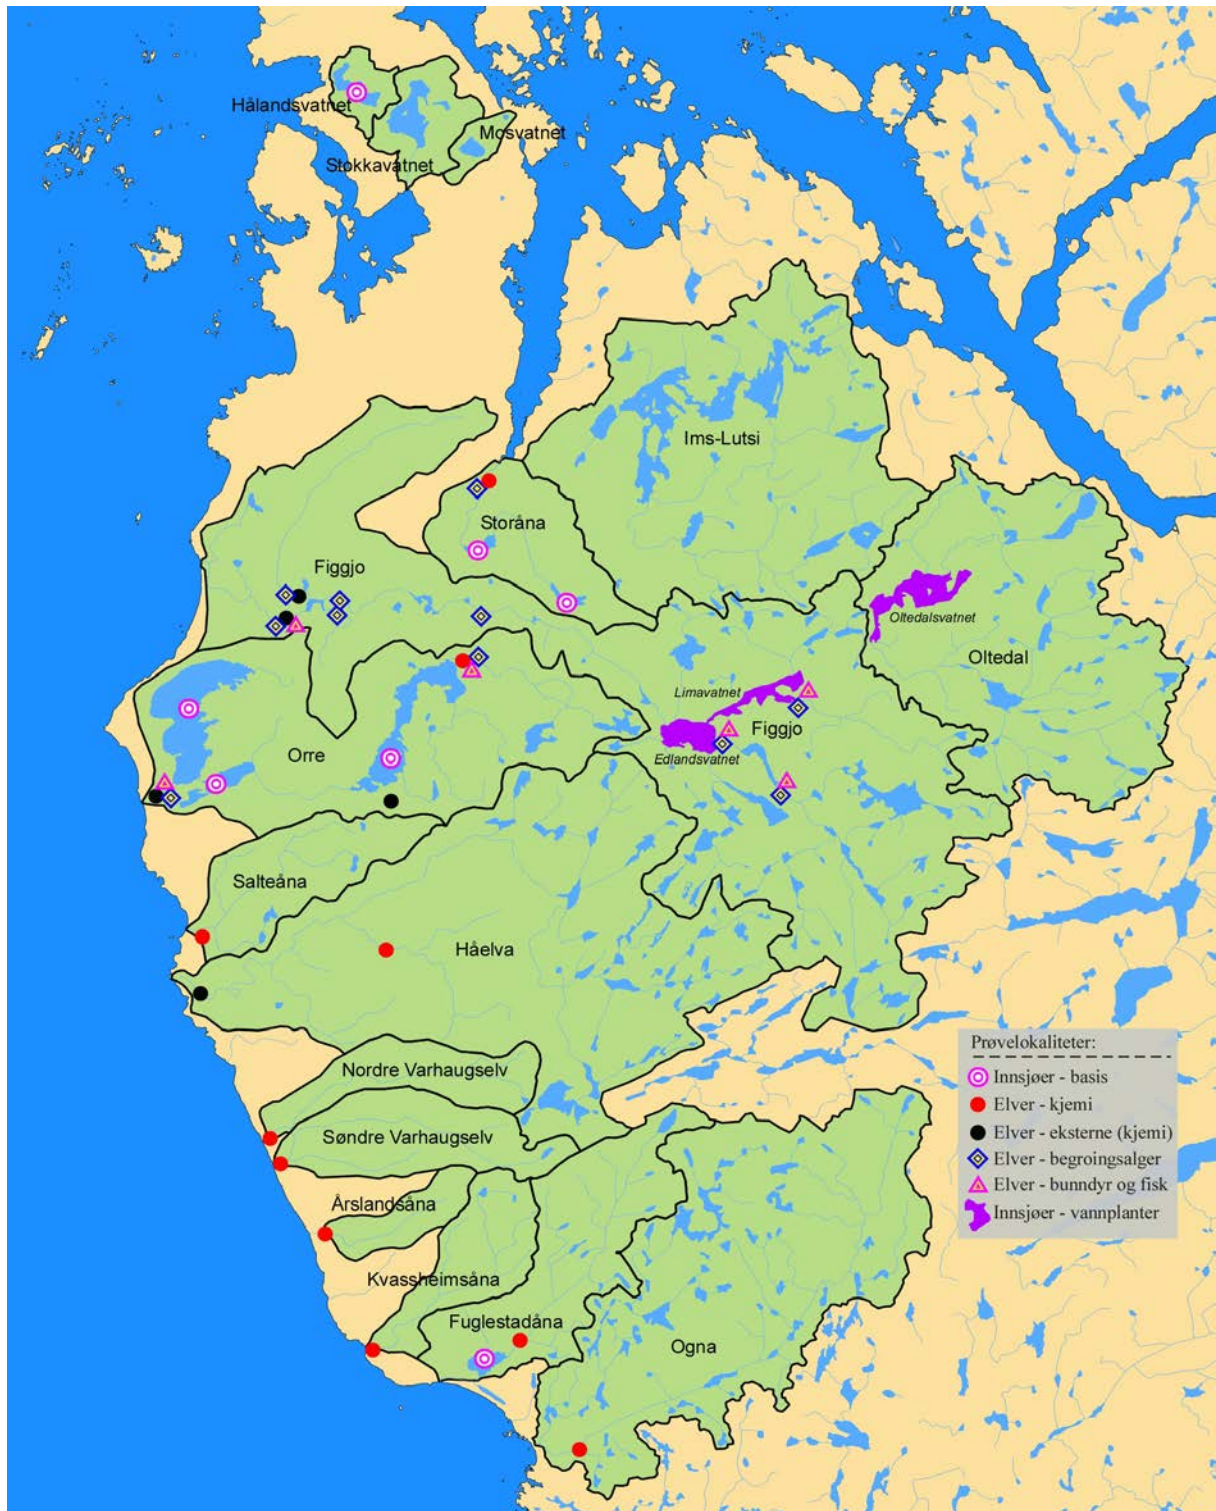 Hålandsvatnet
Mosvatnet
Stokkavatnet
Ims-Lutsi
Storåna
Figgjo
Oltedalsvatnet
Oltedal
Limavatnet
Figgjo
Orre
Edlandsvatnet
Salteåna
Håelva
Nordre Varhaugselv
Søndre Varhaugselv
Årslandsåna
Kvassheimsåna
Fuglestadåna
Ogna
Prøvelokaliteter:
Innsjøer - basis
Elver - kjemi
Elver - eksterne (kjemi)
Elver - begroingsalger
Elver - bunndyr og fisk
Innsjøer - vannplanter